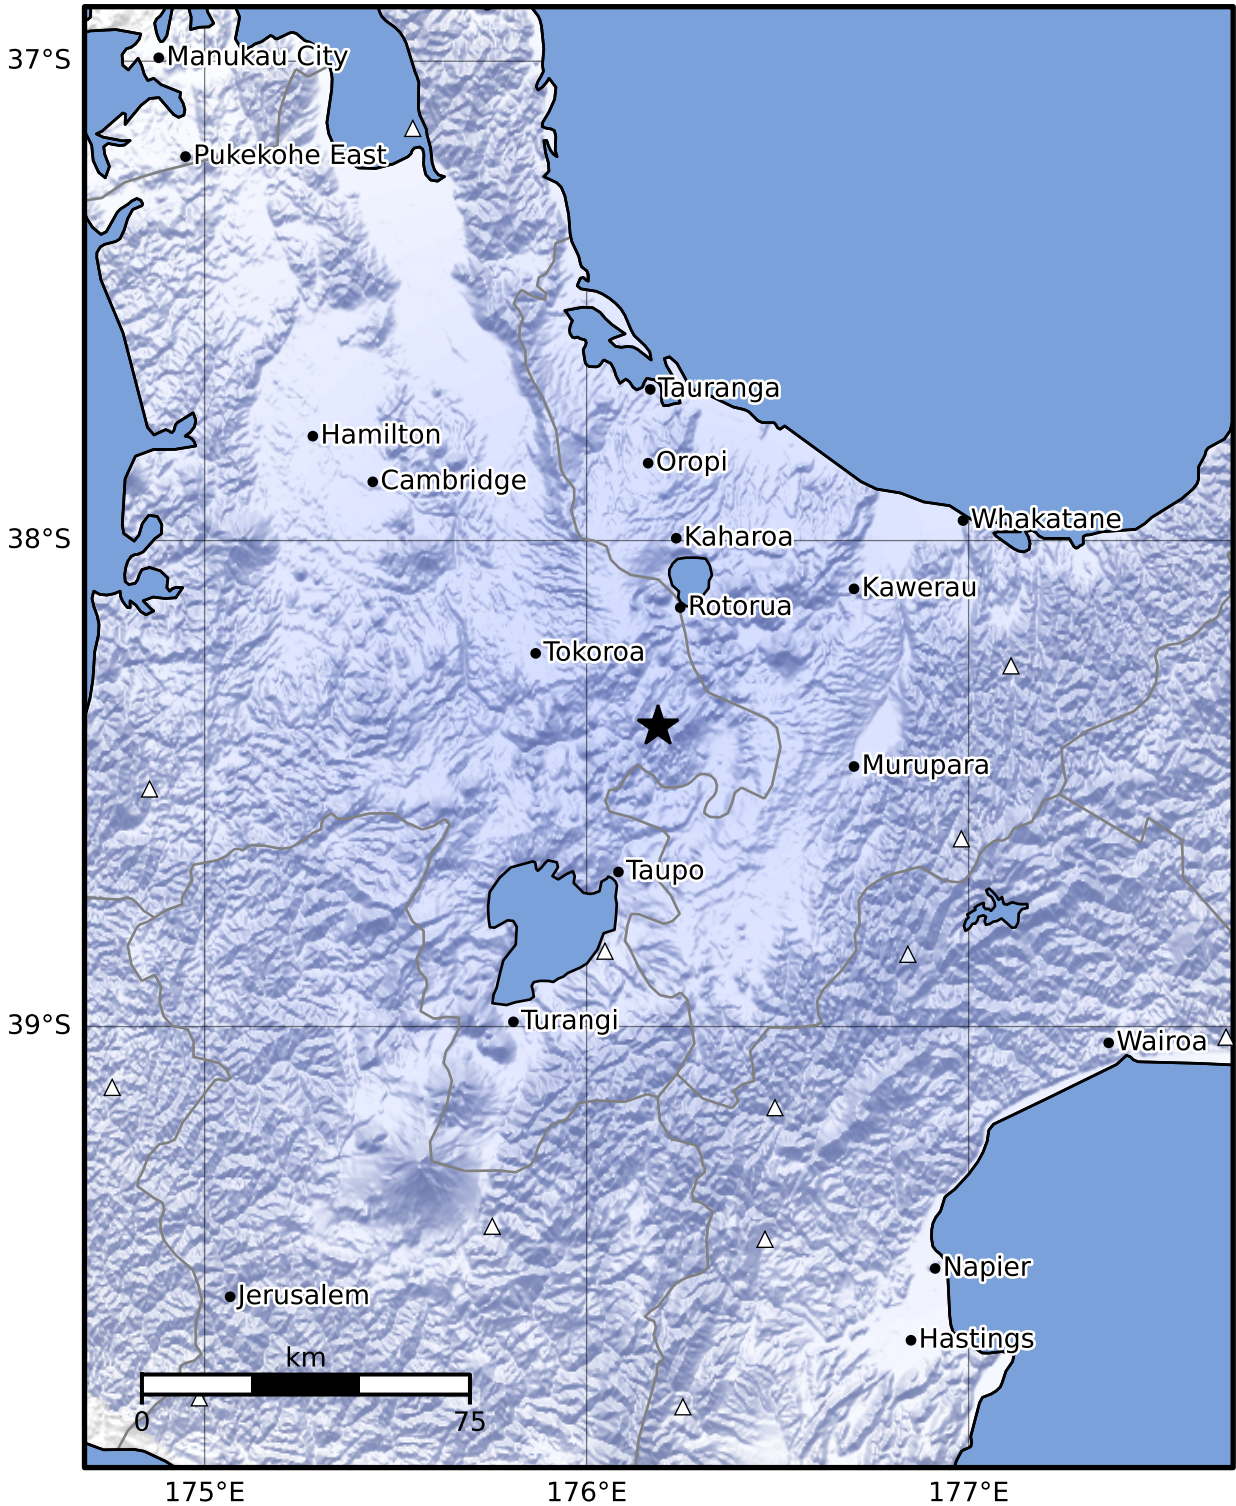 37°S
Manukau City
Pukekohe East
Tauranga
Hamilton
Oropi
Cambridge
Whakatane
38°S
Kaharoa
Kawerau
Rotorua
Tokoroa
Murupara
Taupo
39°S
Turangi
Wairoa
Napier
Jerusalem
Hastings
km
0
75
175°E
176°E
177°E